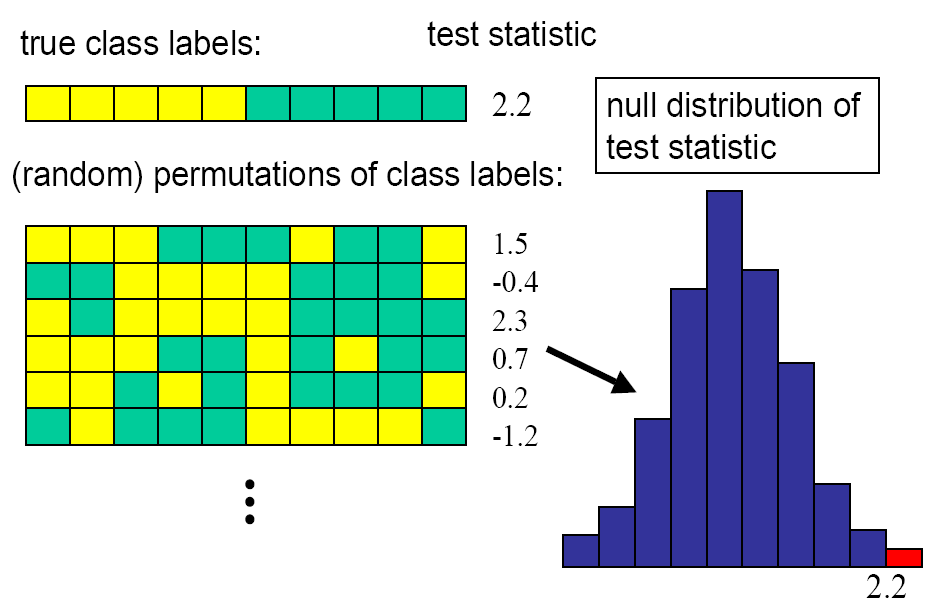 true class labels:
test statistic
2.2
null distribution of
test statistic
(random) permutations of class labels:
1.5
-0.4
2.3
0.7
0.2
-1.2
2.2